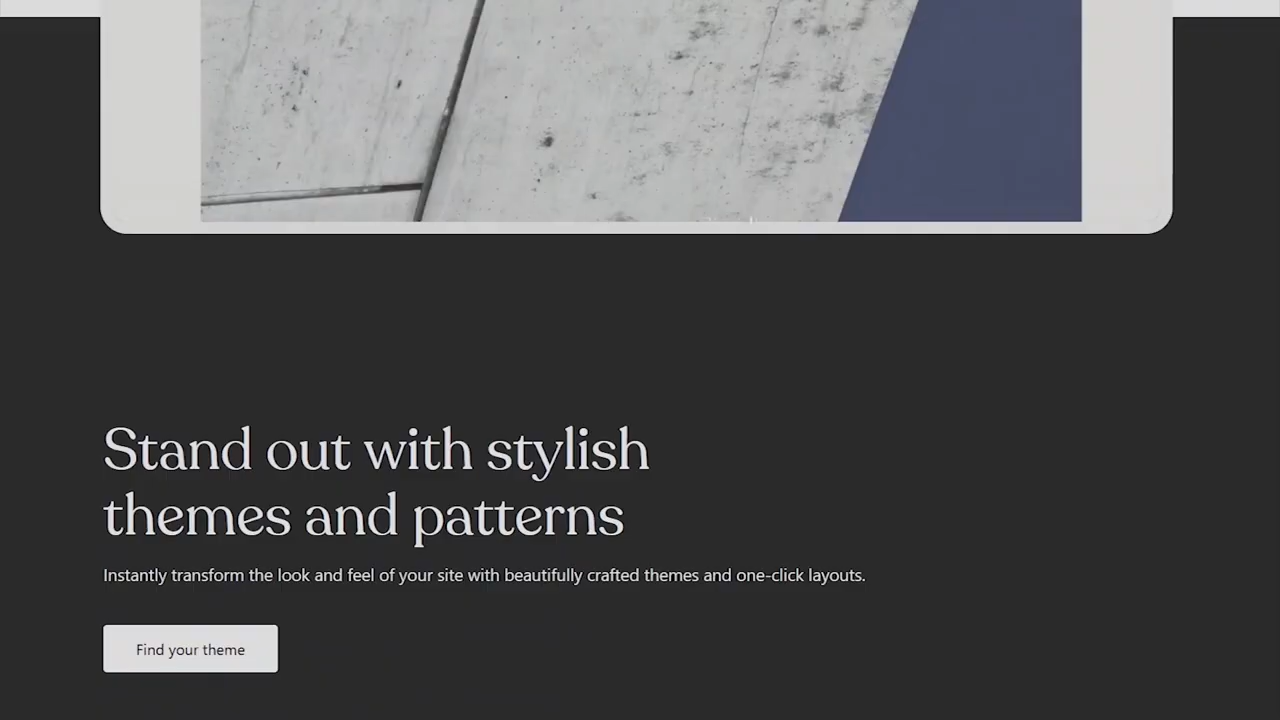 Stand out with stylish
themes and patterns
Instantly transform the look and feel of your site with beautifully crafted themes and one-click layouts.
Find your theme